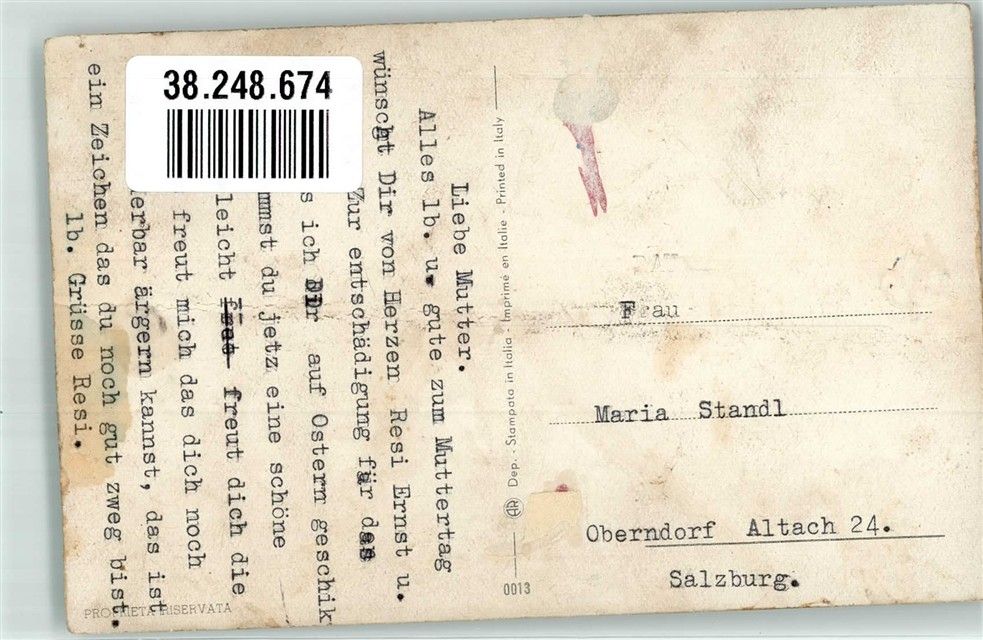 38.248.674
Liebe Mutter.
Alles lb. u. gute zum Muttertag
wünscht Dir von Herzen Resi Ernst u.
Zur entschädigung für das
s ich Dir auf Ostern geschik
mmst du jetz eine schöne
leicht freut dich die
freut mich das dich noch
erbar ärgern kannst, das ist
ein Zeichen das du noch gut zweg bist.
lb. Grüsse Resi.
PROPRIETA RISERVATA
AR Dep. - Stampata in Italia - Imprimé en Italie - Printed in Italy
0013
Frau
Maria Standl
Oberndorf Altach 24.
Salzburg.